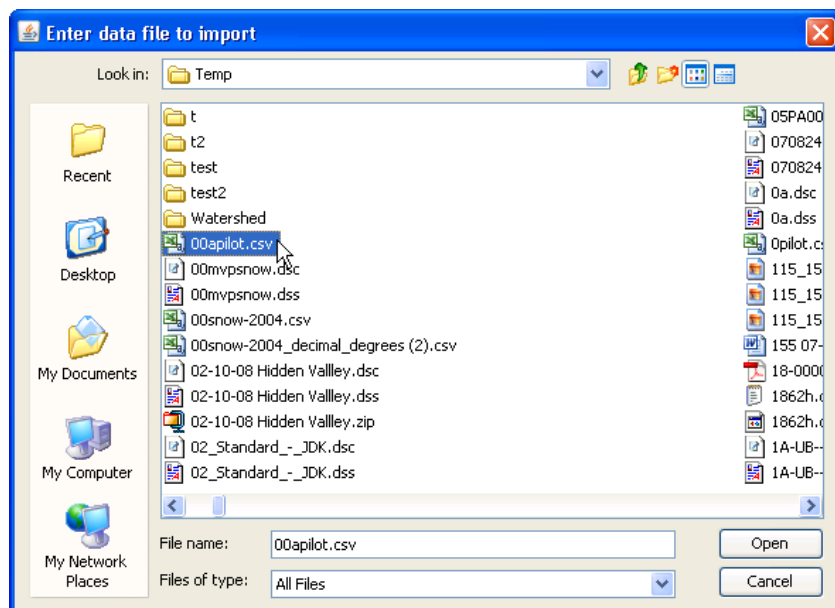 Enter data file to import
Look in: Temp
Recent
Desktop
My Documents
My Computer
My Network
Places
t
t2
test
test2
Watershed
00apilot.csv
00mvpsnow.dsc
00mvpsnow.dss
00snow-2004.csv
00snow-2004_decimal_degrees (2).csv
02-10-08 Hidden Vallley.dsc
02-10-08 Hidden Vallley.dss
02-10-08 Hidden Vallley.zip
02_Standard_-_JDK.dsc
02_Standard_-_JDK.dss
05PA00
070824
070824
0a.dsc
0a.dss
0pilot.cs
115_15
115_15
115_15
155 07-
18-0000
1862h.
1862h.
1A-UB--
1A-UB--
File name: 00apilot.csv
Open
Files of type: All Files
Cancel